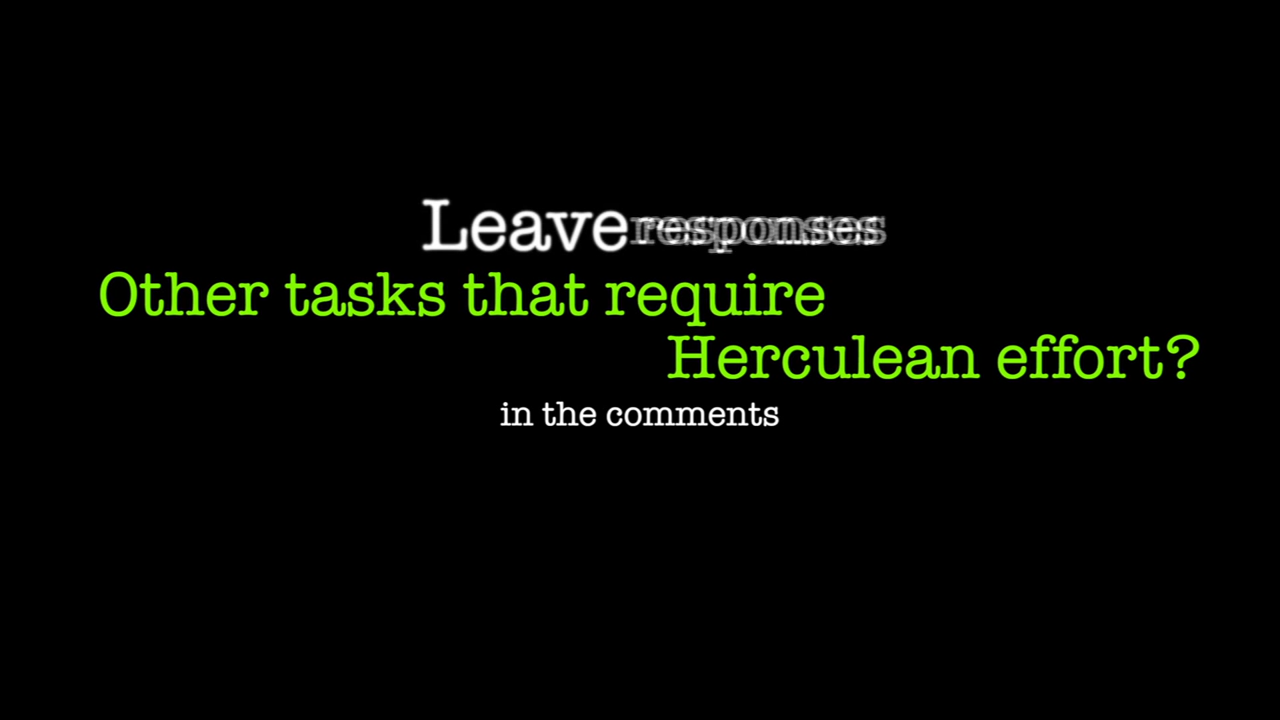 Leave responses
Other tasks that require
Herculean effort?
in the comments